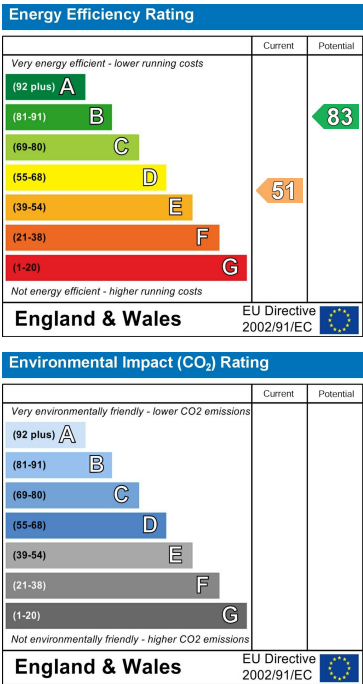 Energy Efficiency Rating
Current Potential
Very energy efficient - lower running costs
(92 plus) A
(81-91) B
83
(69-80) C
(55-68) D
51
(39-54) E
(21-38) F
(1-20) G
Not energy efficient - higher running costs
England & Wales
EU Directive
2002/91/EC
Environmental Impact (CO₂) Rating
Current Potential
Very environmentally friendly - lower CO2 emissions
(92 plus) A
(81-91) B
(69-80) C
(55-68) D
(39-54) E
(21-38) F
(1-20) G
Not environmentally friendly - higher CO2 emissions
England & Wales
EU Directive
2002/91/EC